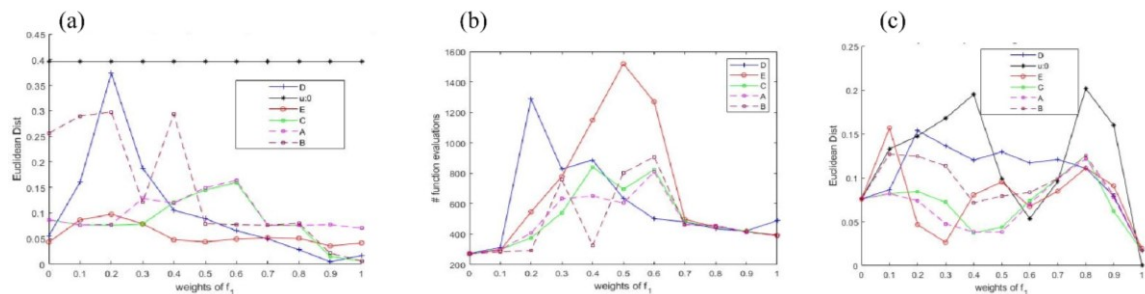 (a)
0.45
0.4
0.35
0.3
0.25
0.2
0.15
0.1
0.05
0
Euclidean Dist
D
u:0
E
C
A
B
0 0.1 0.2 0.3 0.4 0.5 0.6 0.7 0.8 0.9 1
weights of f1
(b)
1600
1400
1200
1000
800
600
400
200
# function evaluations
D
E
C
A
B
0 0.1 0.2 0.3 0.4 0.5 0.6 0.7 0.8 0.9 1
weights of f1
(c)
0.25
0.2
0.15
0.1
0.05
0
Euclidean Dist
D
u:0
E
C
A
B
0 0.1 0.2 0.3 0.4 0.5 0.6 0.7 0.8 0.9 1
weights of f1